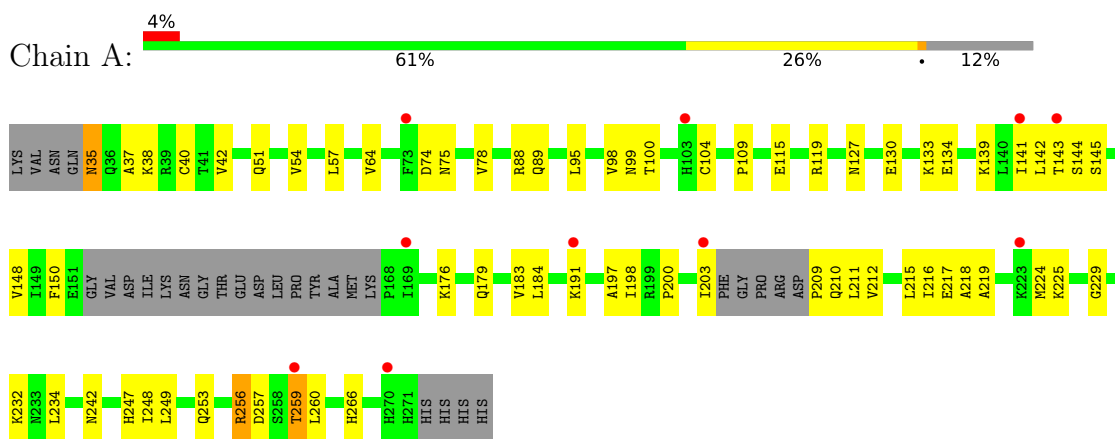 4%
Chain A:
61% 26% • 12%
LYS VAL ASN GLN N35 Q36 A37 K38 R39 C40 T41 V42 Q51 V54 L57 V64 F73 D74 N75 V78 R88 Q89 L95 V98 N99 T100 H103 C104 P109 E115 R119 N127 E130 K133 E134 K139 L140 I141 L142 T143 S144 S145
V148 I149 F150 E151 GLY VAL ASP ILE LYS ASN GLY THR GLU ASP LEU PRO TYR ALA MET LYS P168 I169 K176 Q179 V183 L184 K191 A197 I198 R199 P200 I203 PHE GLY PRO ARG ASP P209 Q210 L211 V212 L215 I216 E217 A218 A219 K223 M224 K225 G229
K232 N233 L234 N242 H247 I248 L249 Q253 R256 D257 S258 T259 L260 H266 H270 H271 HIS HIS HIS HIS